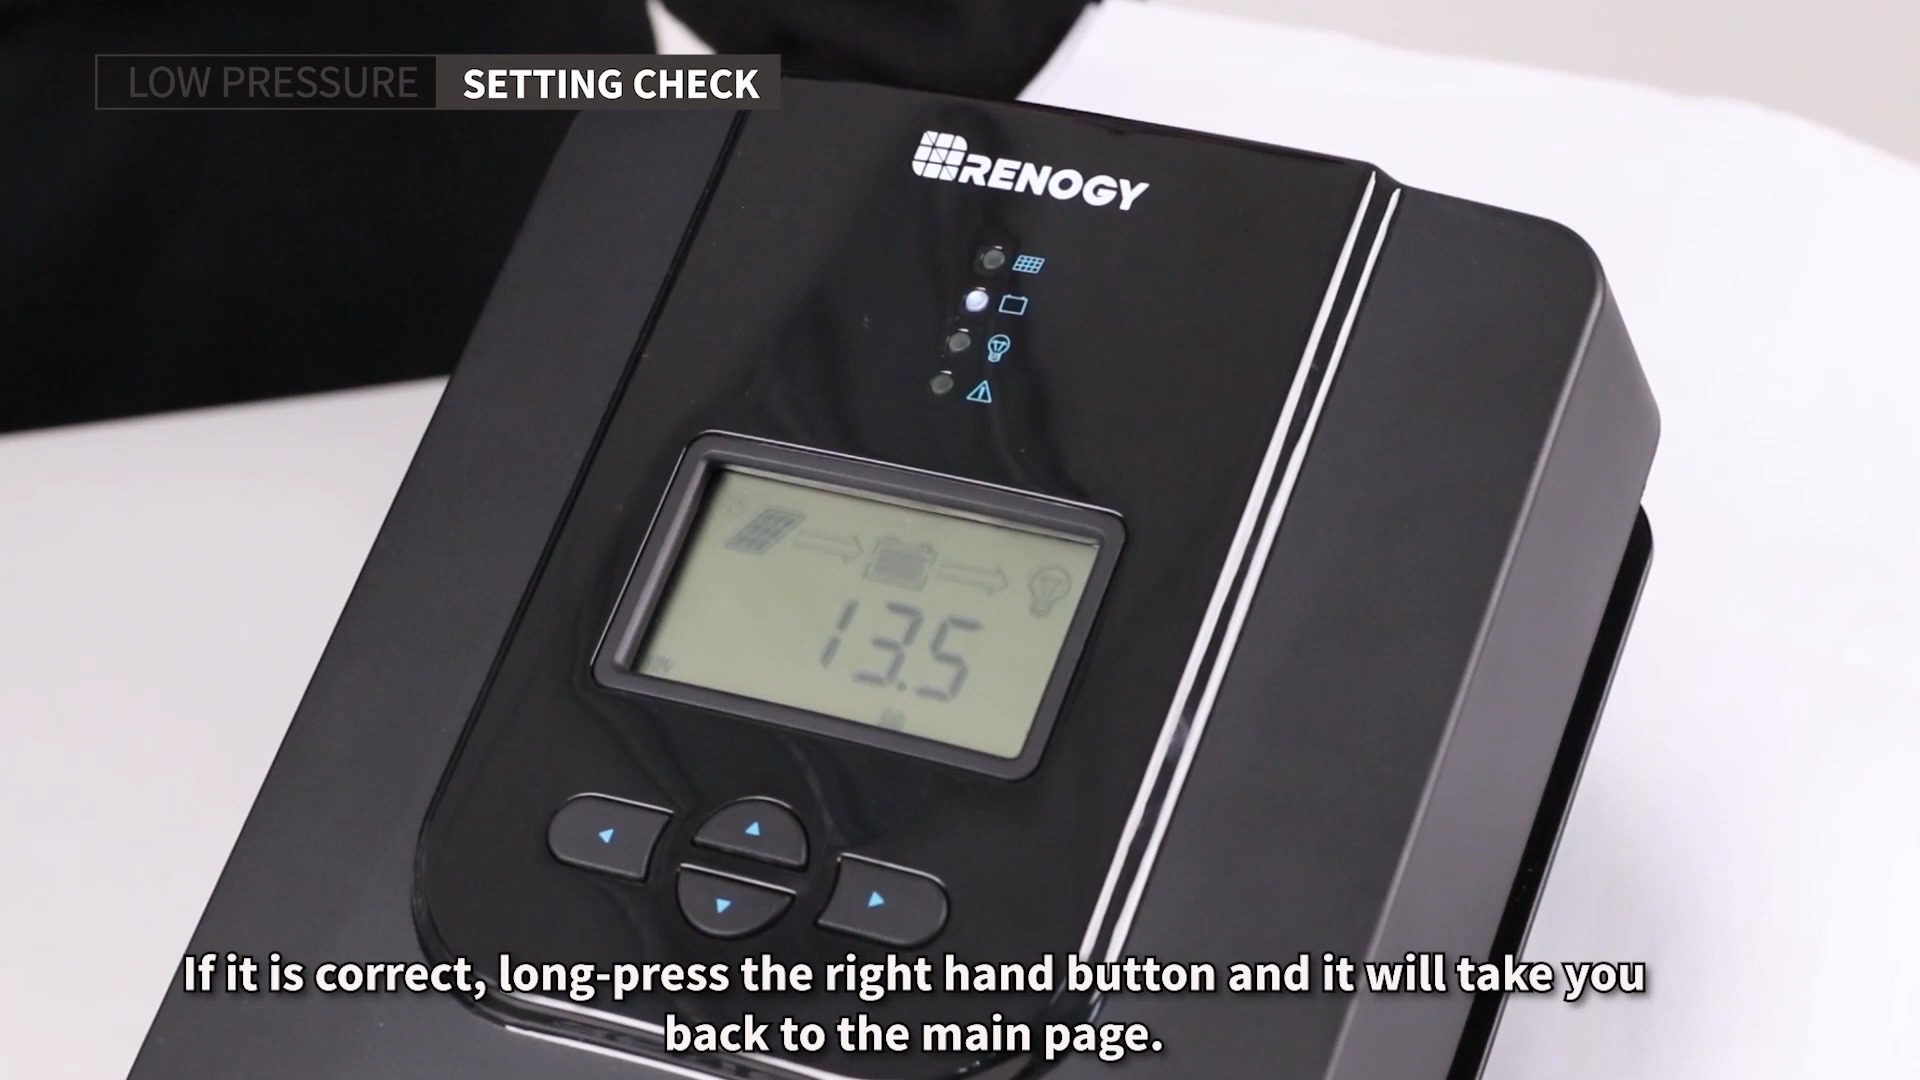 LOW PRESSURE SETTING CHECK
RENOGY
13.5
If it is correct, long-press the right hand button and it will take you
back to the main page.